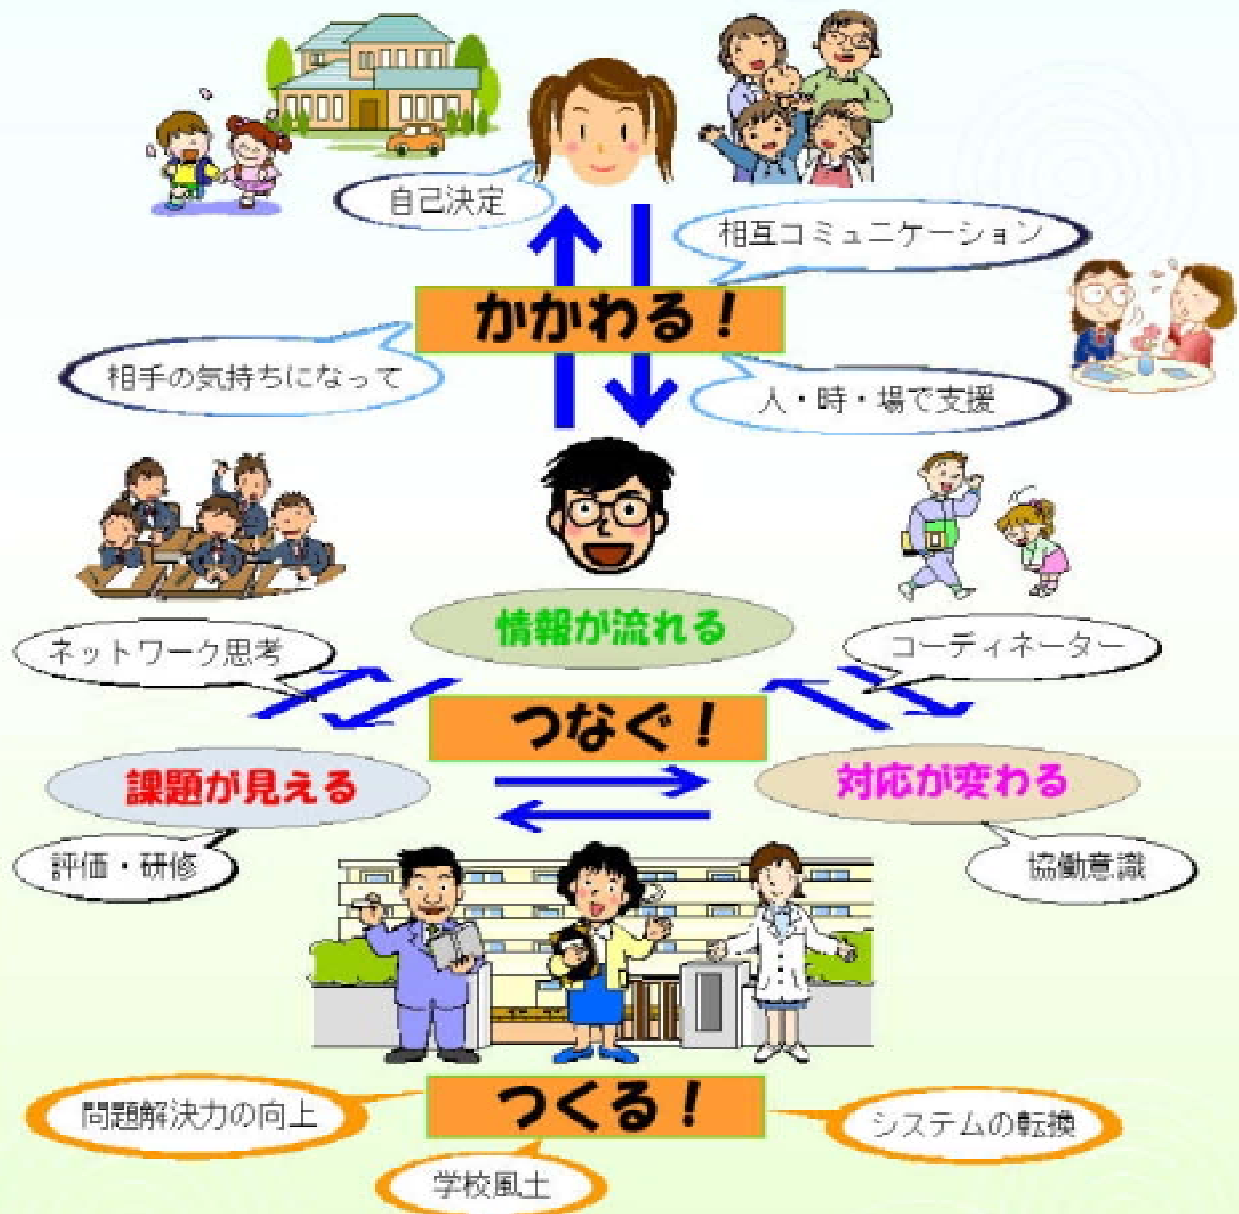 自己決定
相互コミュニケーション
かかわる！
相手の気持ちになって
人・時・場で支援
情報が流れる
ネットワーク思考
コーディネーター
つなぐ！
課題が見える
対応が変わる
評価・研修
協働意識
つくる！
問題解決力の向上
システムの転換
学校風土